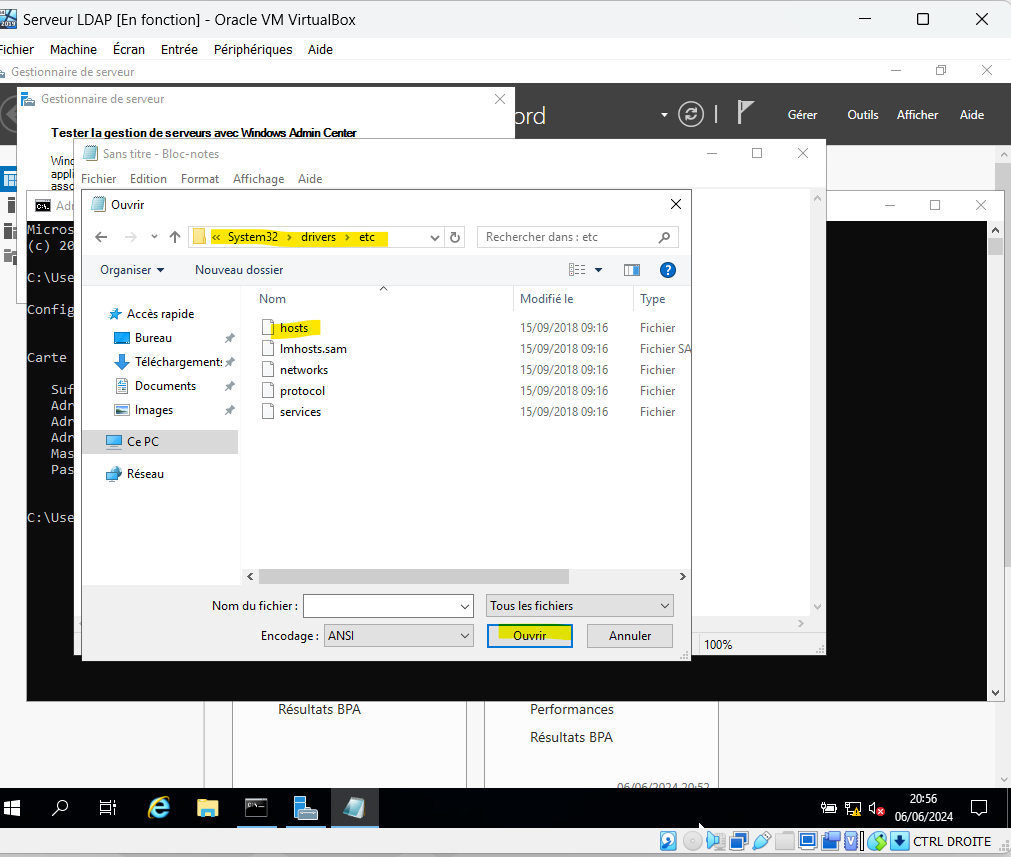 Serveur LDAP [En fonction] - Oracle VM VirtualBox
Fichier Machine Écran Entrée Périphériques Aide
Gestionnaire de serveur
Gestionnaire de serveur
Gérer Outils Afficher Aide
Tester la gestion de serveurs avec Windows Admin Center
Sans titre - Bloc-notes
Fichier Edition Format Affichage Aide
Ouvrir
« System32 > drivers > etc
Rechercher dans : etc
Organiser Nouveau dossier
Nom Modifié le Type
Accès rapide
Bureau
Téléchargements
Documents
Images
Ce PC
Réseau
hosts 15/09/2018 09:16 Fichier
lmhosts.sam 15/09/2018 09:16 Fichier SA
networks 15/09/2018 09:16 Fichier
protocol 15/09/2018 09:16 Fichier
services 15/09/2018 09:16 Fichier
(c) 20
C:\Use
Config
Carte
Suf
Adr
Adr
Adr
Mas
Pas
C:\Use
Nom du fichier : Tous les fichiers
Encodage : ANSI Ouvrir Annuler
100%
Résultats BPA
Performances
Résultats BPA
06/06/2024 20:52
20:56
06/06/2024
CTRL DROITE